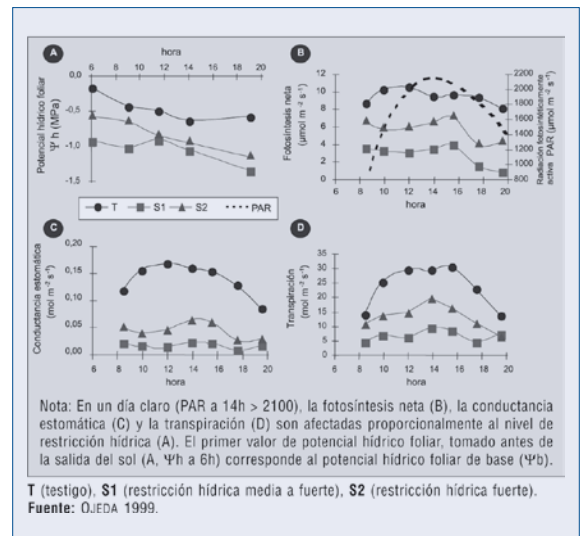 A
hora
6 8 10 12 14 16 18 20
0,0
-0,5
-1,0
-1,5
Potencial hídrico foliar
Ψ h (MPa)
B
12
10
8
6
4
2
0
Fotosíntesis neta
(µmol m⁻² s⁻¹)
2200
2000
1800
1600
1400
1200
1000
800
Radiación fotosintéticamente
activa PAR (µmol m⁻² s⁻¹)
6 8 10 12 14 16 18 20
hora
T S1 S2 PAR
C
0,20
0,15
0,10
0,05
0,00
Conductancia estomática
(mol m⁻² s⁻¹)
6 8 10 12 14 16 18 20
hora
D
35
30
25
20
15
10
5
0
Transpiración
(mol m⁻² s⁻¹)
6 8 10 12 14 16 18 20
hora
Nota: En un día claro (PAR a 14h > 2100), la fotosíntesis neta (B), la conductancia
estomática (C) y la transpiración (D) son afectadas proporcionalmente al nivel de
restricción hídrica (A). El primer valor de potencial hídrico foliar, tomado antes de
la salida del sol (A, Ψh a 6h) corresponde al potencial hídrico foliar de base (Ψb).
T (testigo), S1 (restricción hídrica media a fuerte), S2 (restricción hídrica fuerte).
Fuente: OJEDA 1999.